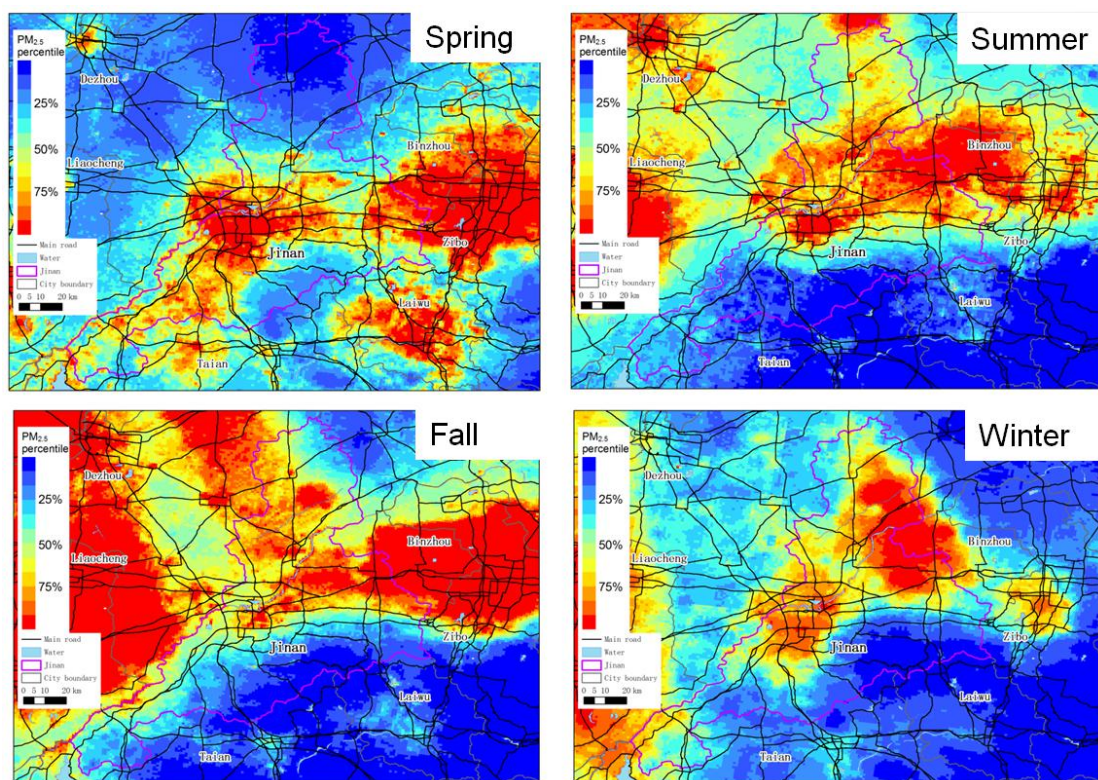 Spring
PM2.5
percentile
25%
50%
75%
Main road
Water
Jinan
City boundary
0 5 10 20 km
Dezhou
Liaocheng
Binzhou
Jinan
Zibo
Laiwu
Taian
Summer
PM2.5
percentile
25%
50%
75%
Main road
Water
Jinan
City boundary
0 5 10 20 km
Dezhou
Liaocheng
Binzhou
Jinan
Zibo
Laiwu
Taian
Fall
PM2.5
percentile
25%
50%
75%
Main road
Water
Jinan
City boundary
0 5 10 20 km
Dezhou
Liaocheng
Binzhou
Jinan
Zibo
Laiwu
Taian
Winter
PM2.5
percentile
25%
50%
75%
Main road
Water
Jinan
City boundary
0 5 10 20 km
Dezhou
Liaocheng
Binzhou
Jinan
Zibo
Laiwu
Taian